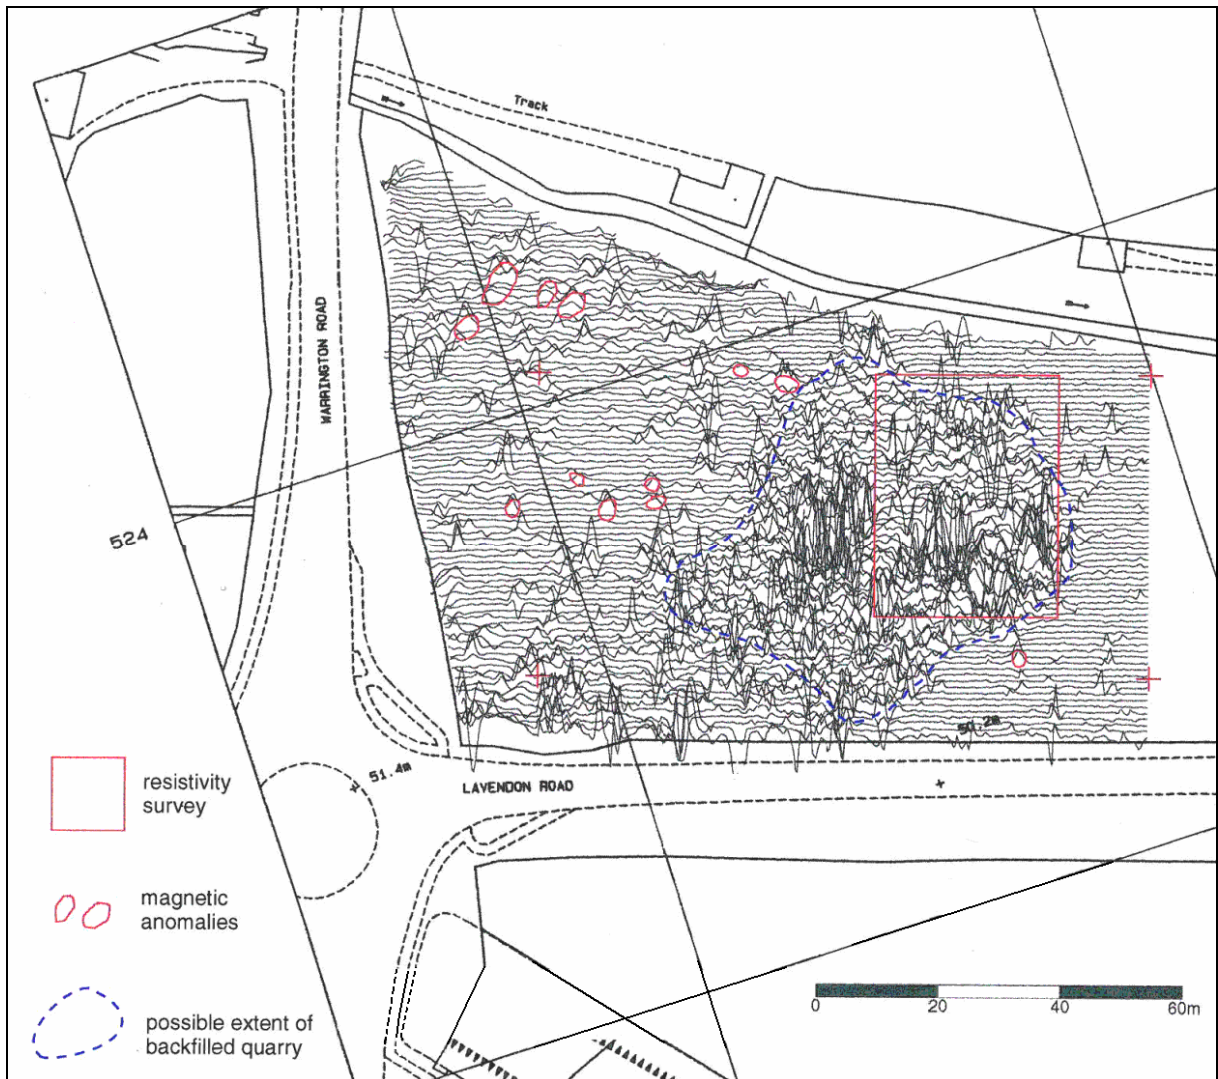 Track
WARRINGTON ROAD
524
50.2m
51.4m
LAVENDON ROAD
resistivity
survey
magnetic
anomalies
possible extent of
backfilled quarry
0 20 40 60m